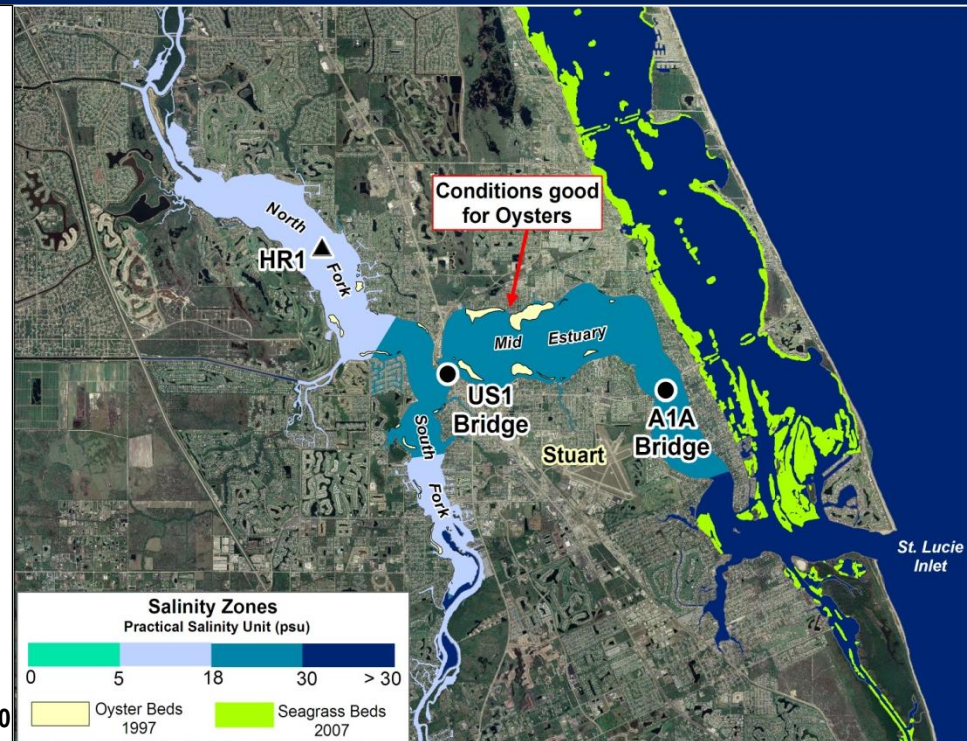 Conditions good
for Oysters
North
Fork
HR1
Mid Estuary
US1
Bridge
A1A
Bridge
South
Fork
Stuart
St. Lucie
Inlet
Salinity Zones
Practical Salinity Unit (psu)
0 5 18 30 > 30
Oyster Beds
1997
Seagrass Beds
2007
0